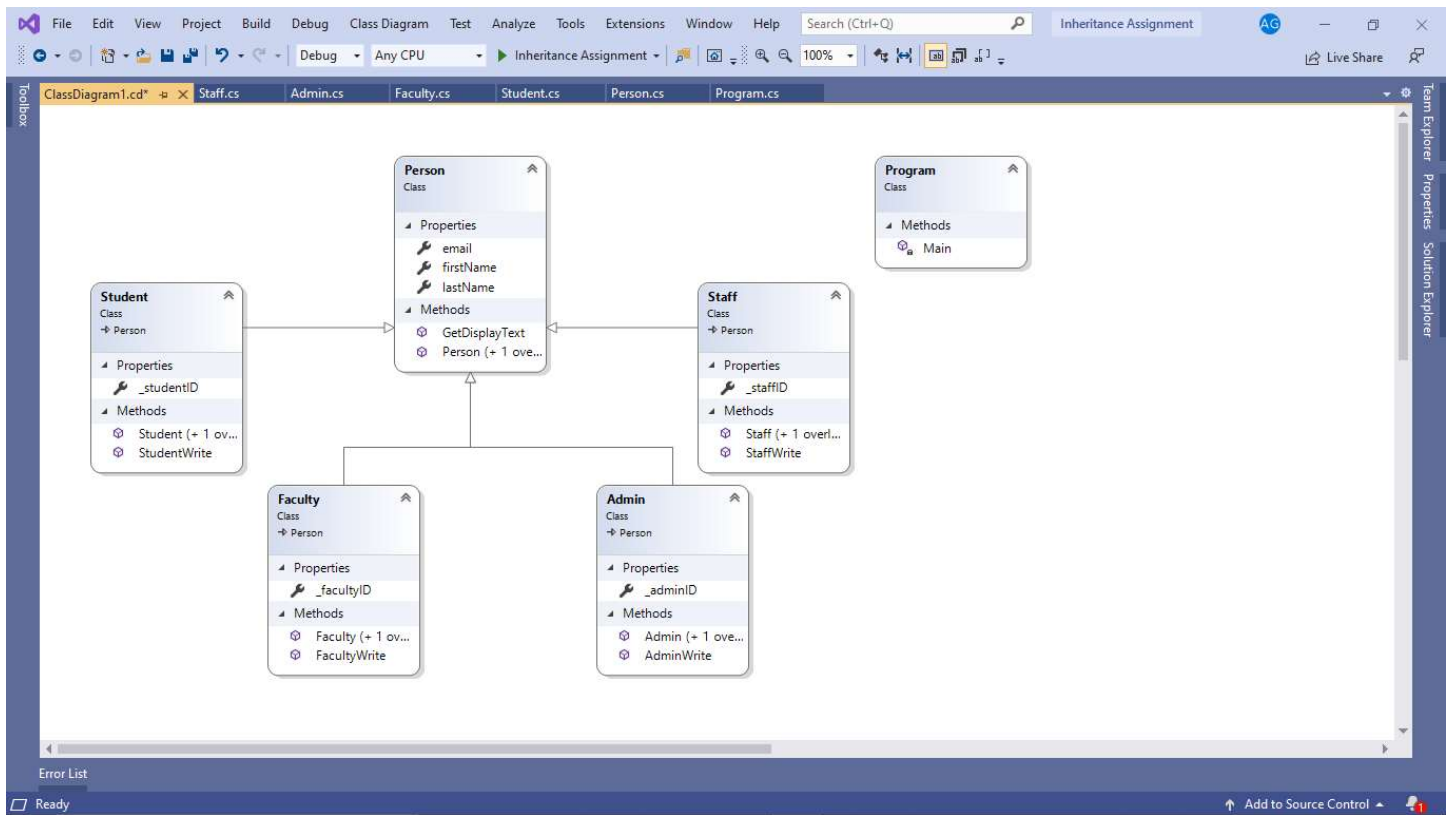 File Edit View Project Build Debug Class Diagram Test Analyze Tools Extensions Window Help Search (Ctrl+Q) Inheritance Assignment AG
Debug Any CPU Inheritance Assignment 100% Live Share
ClassDiagram1.cd* Staff.cs Admin.cs Faculty.cs Student.cs Person.cs Program.cs
Toolbox
Team Explorer
Properties
Solution Explorer
Person
Class
Properties
email
firstName
lastName
Methods
GetDisplayText
Person (+ 1 ove...
Program
Class
Methods
Main
Student
Class
Person
Properties
_studentID
Methods
Student (+ 1 ov...
StudentWrite
Staff
Class
Person
Properties
_staffID
Methods
Staff (+ 1 overl...
StaffWrite
Faculty
Class
Person
Properties
_facultyID
Methods
Faculty (+ 1 ov...
FacultyWrite
Admin
Class
Person
Properties
_adminID
Methods
Admin (+ 1 ove...
AdminWrite
Error List
Ready Add to Source Control 1